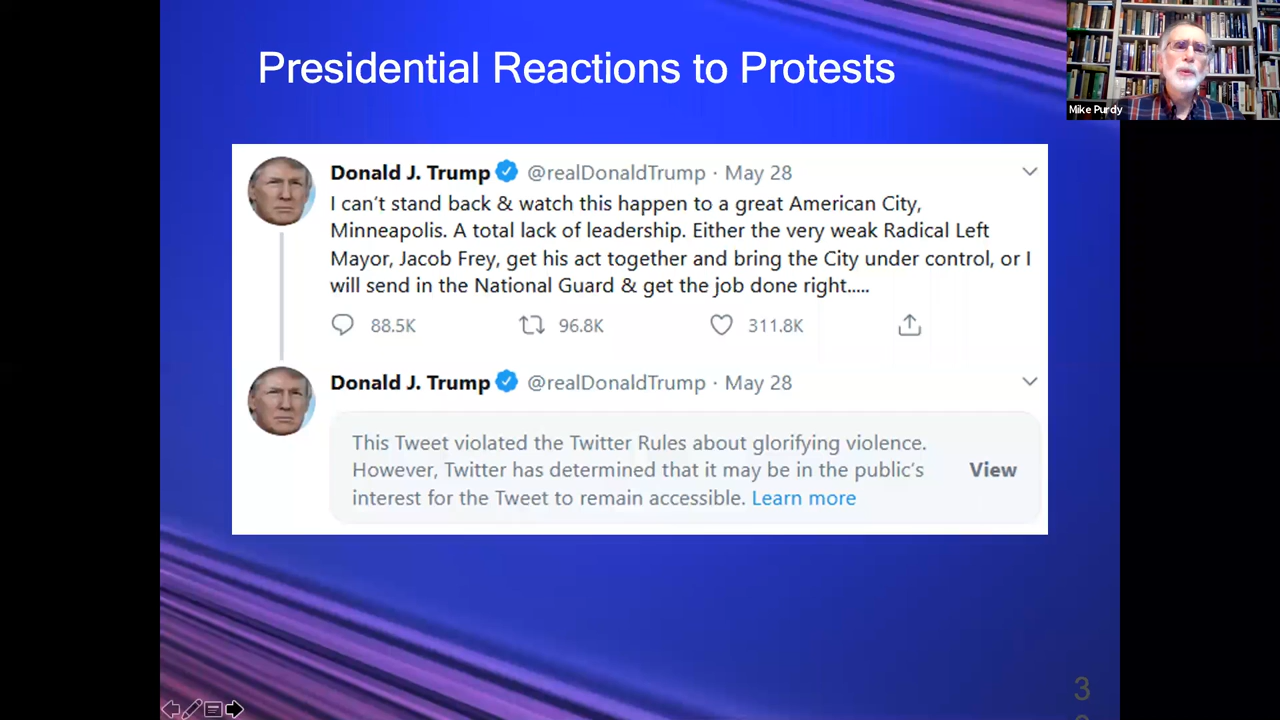 Presidential Reactions to Protests
Mike Purdy
Donald J. Trump @realDonaldTrump · May 28
I can't stand back & watch this happen to a great American City,
Minneapolis. A total lack of leadership. Either the very weak Radical Left
Mayor, Jacob Frey, get his act together and bring the City under control, or I
will send in the National Guard & get the job done right.....
88.5K 96.8K 311.8K
Donald J. Trump @realDonaldTrump · May 28
This Tweet violated the Twitter Rules about glorifying violence.
However, Twitter has determined that it may be in the public's
interest for the Tweet to remain accessible. Learn more
View
3